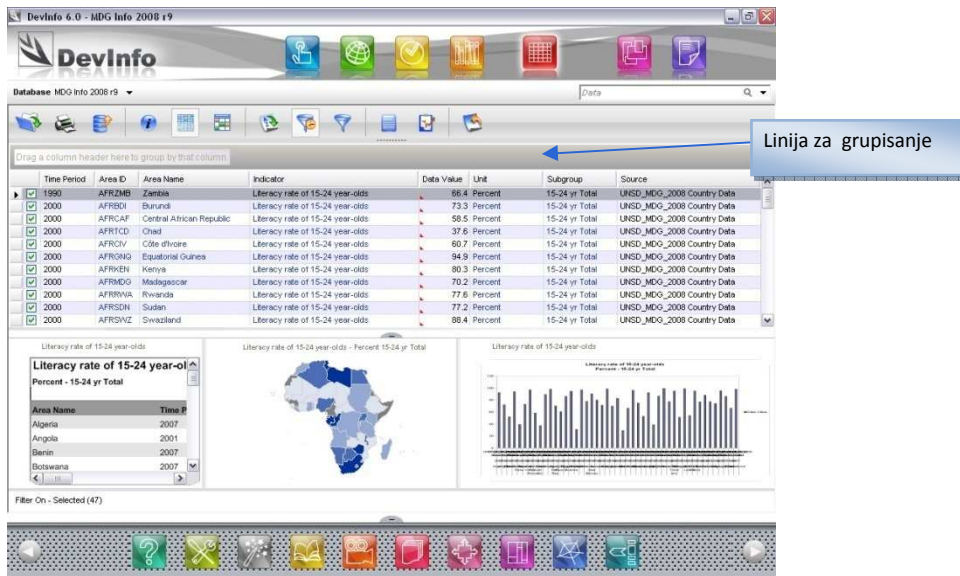 DevInfo 6.0 - MDG Info 2008 r9
DevInfo
Database MDG Info 2008 r9
Data
Linija za grupisanje
Drag a column header here to group by that column.
Time Period Area ID Area Name Indicator Data Value Unit Subgroup Source
1990 AFRZMB Zambia Literacy rate of 15-24 year-olds 66.4 Percent 15-24 yr Total UNSD_MDG_2008 Country Data
2000 AFRBDI Burundi Literacy rate of 15-24 year-olds 73.3 Percent 15-24 yr Total UNSD_MDG_2008 Country Data
2000 AFRCAF Central African Republic Literacy rate of 15-24 year-olds 58.5 Percent 15-24 yr Total UNSD_MDG_2008 Country Data
2000 AFRTCD Chad Literacy rate of 15-24 year-olds 37.6 Percent 15-24 yr Total UNSD_MDG_2008 Country Data
2000 AFRCIV Côte d'Ivoire Literacy rate of 15-24 year-olds 60.7 Percent 15-24 yr Total UNSD_MDG_2008 Country Data
2000 AFRGNQ Equatorial Guinea Literacy rate of 15-24 year-olds 94.9 Percent 15-24 yr Total UNSD_MDG_2008 Country Data
2000 AFRKEN Kenya Literacy rate of 15-24 year-olds 80.3 Percent 15-24 yr Total UNSD_MDG_2008 Country Data
2000 AFRMDG Madagascar Literacy rate of 15-24 year-olds 70.2 Percent 15-24 yr Total UNSD_MDG_2008 Country Data
2000 AFRRWA Rwanda Literacy rate of 15-24 year-olds 77.6 Percent 15-24 yr Total UNSD_MDG_2008 Country Data
2000 AFRSDN Sudan Literacy rate of 15-24 year-olds 77.2 Percent 15-24 yr Total UNSD_MDG_2008 Country Data
2000 AFRSWZ Swaziland Literacy rate of 15-24 year-olds 88.4 Percent 15-24 yr Total UNSD_MDG_2008 Country Data
Literacy rate of 15-24 year-olds
Literacy rate of 15-24 year-ol
Percent - 15-24 yr Total
Area Name Time P
Algeria 2007
Angola 2001
Benin 2007
Botswana 2007
Literacy rate of 15-24 year-olds - Percent 15-24 yr Total
Literacy rate of 15-24 year-olds
Literacy rate of 15-24 year-olds
Percent - 15-24 yr Total
Filter On - Selected (47)